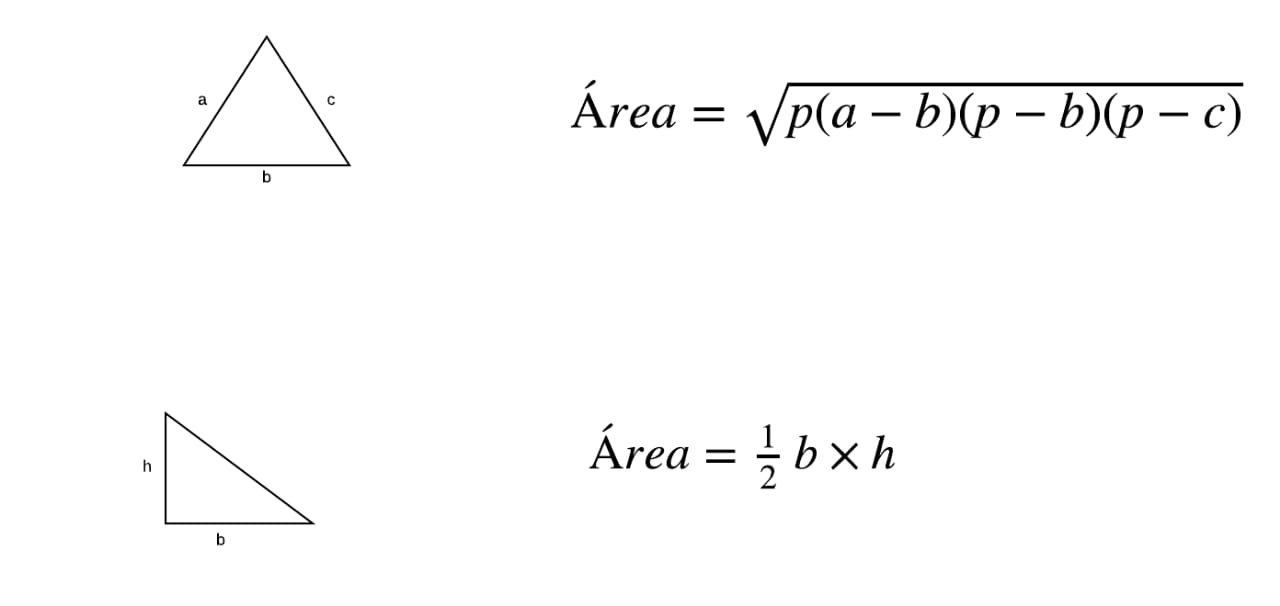 a
c
b
Área = √p(a − b)(p − b)(p − c)
h
b
Área = 1/2 b × h